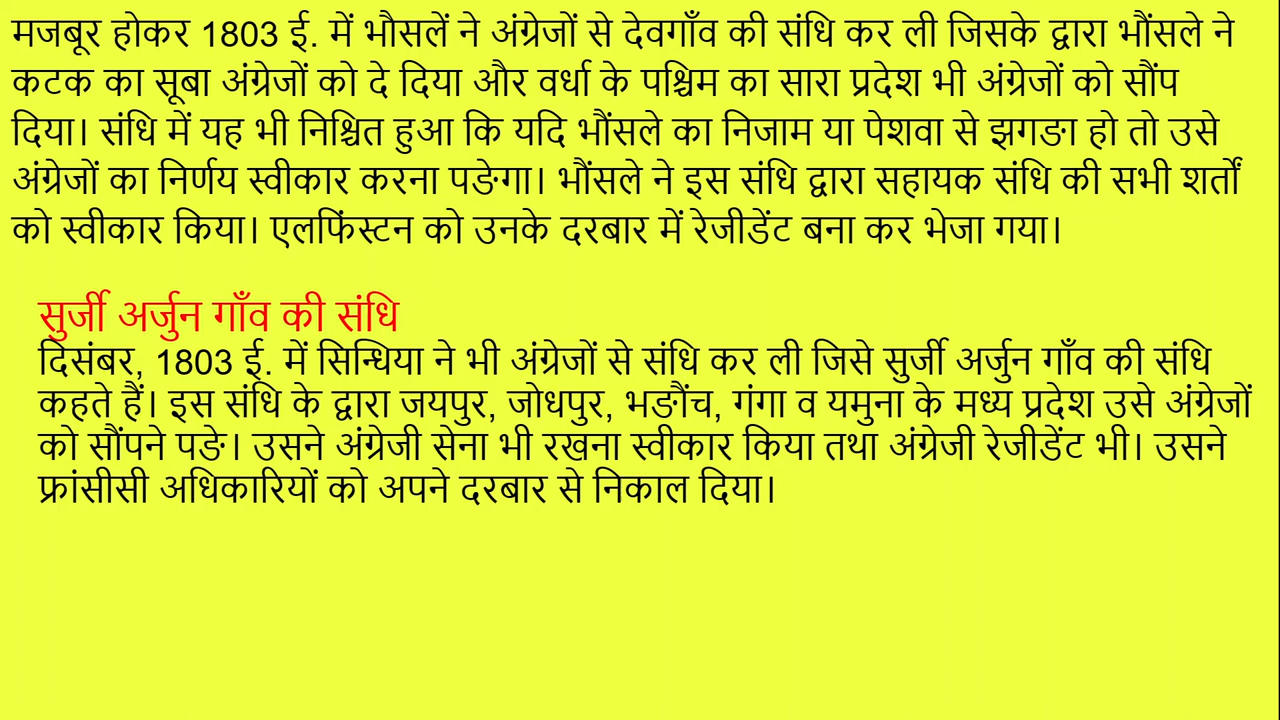 मजबूर होकर 1803 ई. में भौसलें ने अंग्रेजों से देवगाँव की संधि कर ली जिसके द्वारा भौंसले ने
कटक का सूबा अंग्रेजों को दे दिया और वर्धा के पश्चिम का सारा प्रदेश भी अंग्रेजों को सौंप
दिया। संधि में यह भी निश्चित हुआ कि यदि भौंसले का निजाम या पेशवा से झगङा हो तो उसे
अंग्रेजों का निर्णय स्वीकार करना पङेगा। भौंसले ने इस संधि द्वारा सहायक संधि की सभी शर्तों
को स्वीकार किया। एलफिंस्टन को उनके दरबार में रेजीडेंट बना कर भेजा गया।
सुर्जी अर्जुन गाँव की संधि
दिसंबर, 1803 ई. में सिन्धिया ने भी अंग्रेजों से संधि कर ली जिसे सुर्जी अर्जुन गाँव की संधि
कहते हैं। इस संधि के द्वारा जयपुर, जोधपुर, भङौंच, गंगा व यमुना के मध्य प्रदेश उसे अंग्रेजों
को सौंपने पङे। उसने अंग्रेजी सेना भी रखना स्वीकार किया तथा अंग्रेजी रेजीडेंट भी। उसने
फ्रांसीसी अधिकारियों को अपने दरबार से निकाल दिया।